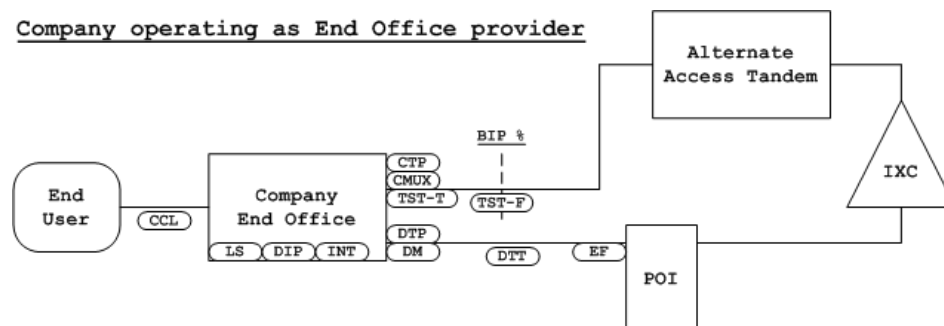 Company operating as End Office provider
Alternate
Access Tandem
BIP %
CTP
CMUX
IXC
End
User
Company
End Office
TST-T
TST-F
CCL
DTP
LS
DIP
INT
DM
DTT
EF
POI